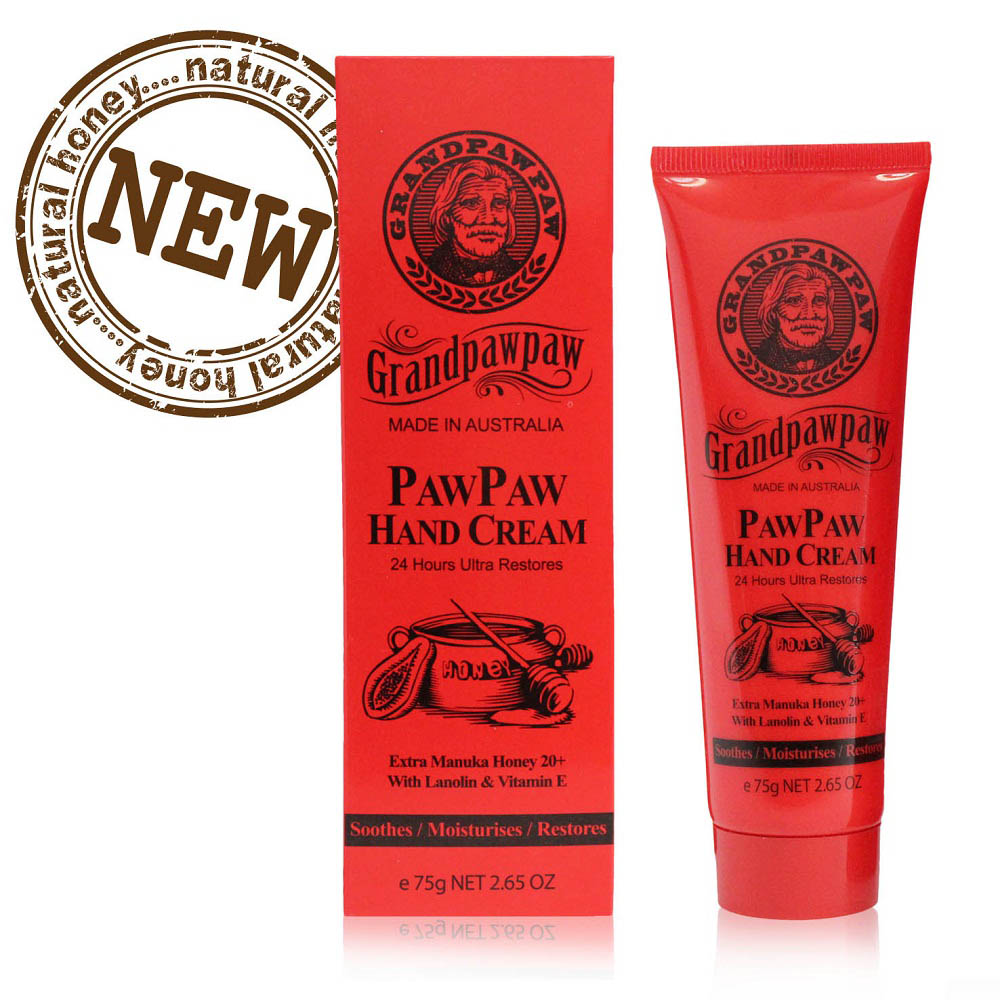 natural honey....natural honey....natural honey....natural honey
NEW
GRANDPAWPAW
Grandpawpaw
MADE IN AUSTRALIA
PAWPAW
HAND CREAM
24 Hours Ultra Restores
HONEY
Extra Manuka Honey 20+
With Lanolin & Vitamin E
Soothes / Moisturises / Restores
e 75g NET 2.65 OZ
GRANDPAWPAW
Grandpawpaw
MADE IN AUSTRALIA
PAWPAW
HAND CREAM
24 Hours Ultra Restores
HONEY
Extra Manuka Honey 20+
With Lanolin & Vitamin E
Soothes / Moisturises / Restores
e 75g NET 2.65 OZ